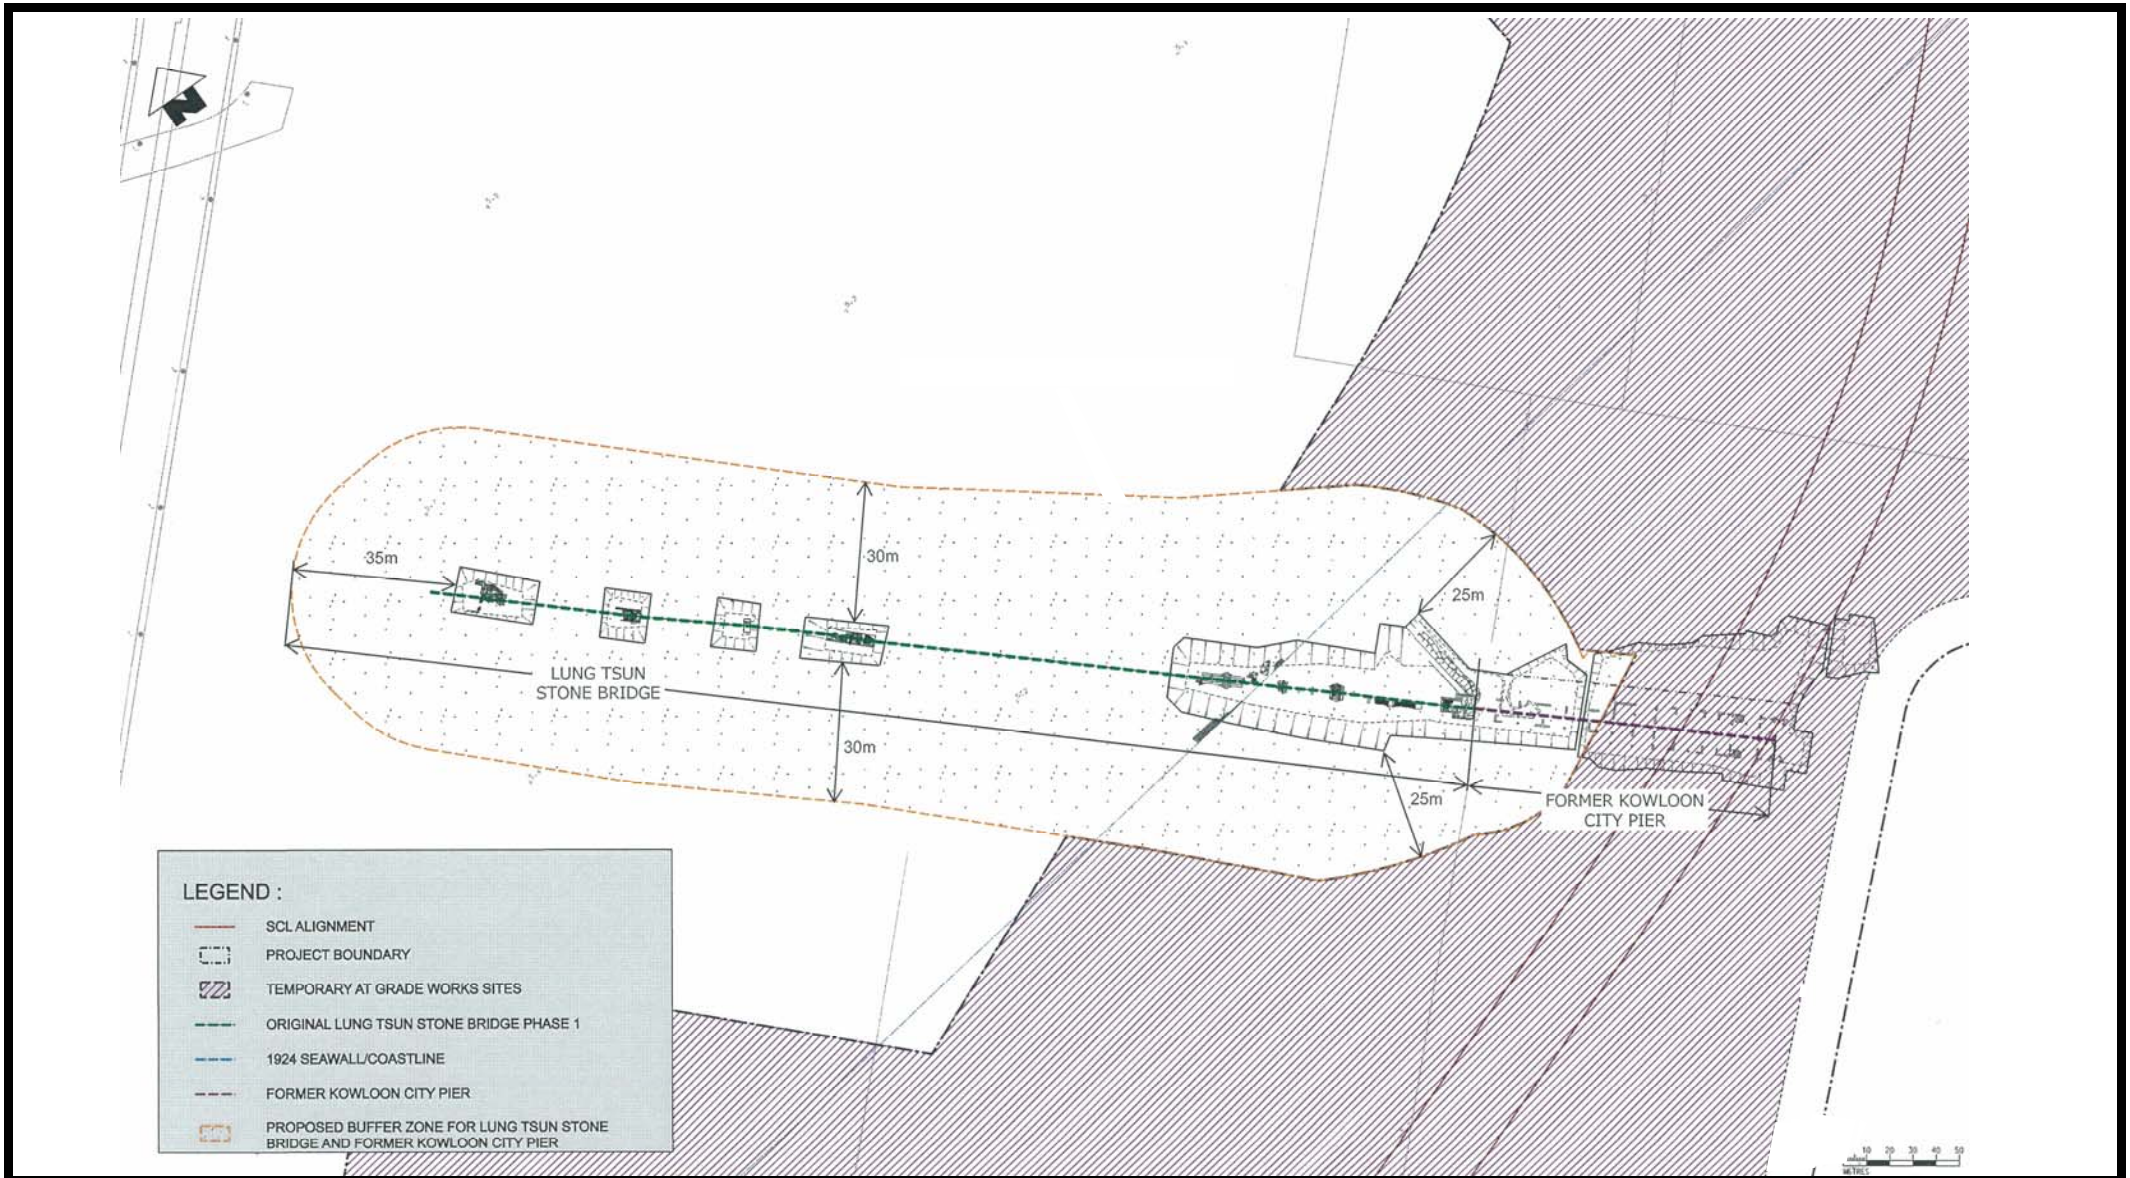 N
35m
30m
25m
LUNG TSUN
STONE BRIDGE
30m
25m
FORMER KOWLOON
CITY PIER
LEGEND :
SCL ALIGNMENT
PROJECT BOUNDARY
TEMPORARY AT GRADE WORKS SITES
ORIGINAL LUNG TSUN STONE BRIDGE PHASE 1
1924 SEAWALL/COASTLINE
FORMER KOWLOON CITY PIER
PROPOSED BUFFER ZONE FOR LUNG TSUN STONE
BRIDGE AND FORMER KOWLOON CITY PIER
10 20 30 40 50
METRES